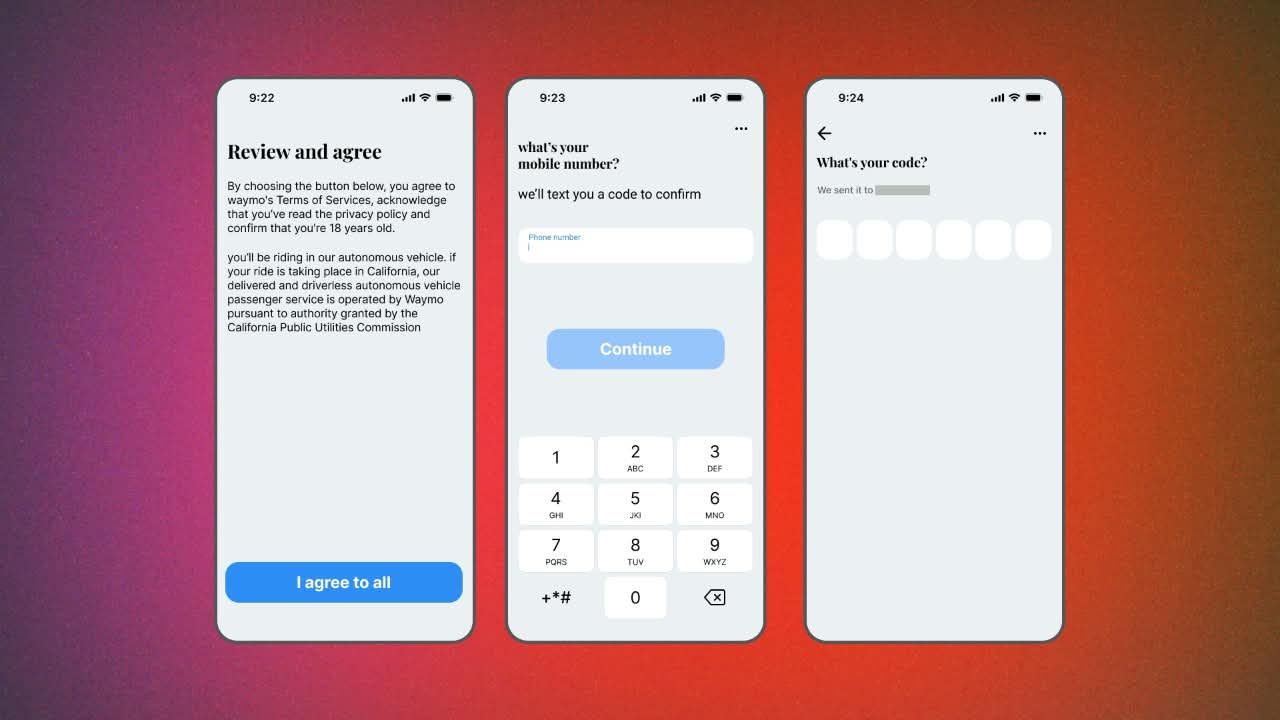 9:22
Review and agree
By choosing the button below, you agree to
waymo's Terms of Services, acknowledge
that you've read the privacy policy and
confirm that you're 18 years old.
you'll be riding in our autonomous vehicle. if
your ride is taking place in California, our
delivered and driverless autonomous vehicle
passenger service is operated by Waymo
pursuant to authority granted by the
California Public Utilities Commission
I agree to all
9:23
what's your
mobile number?
we'll text you a code to confirm
Phone number
Continue
1
2
ABC
3
DEF
4
GHI
5
JKI
6
MNO
7
PQRS
8
TUV
9
WXYZ
+*#
0
9:24
What's your code?
We sent it to